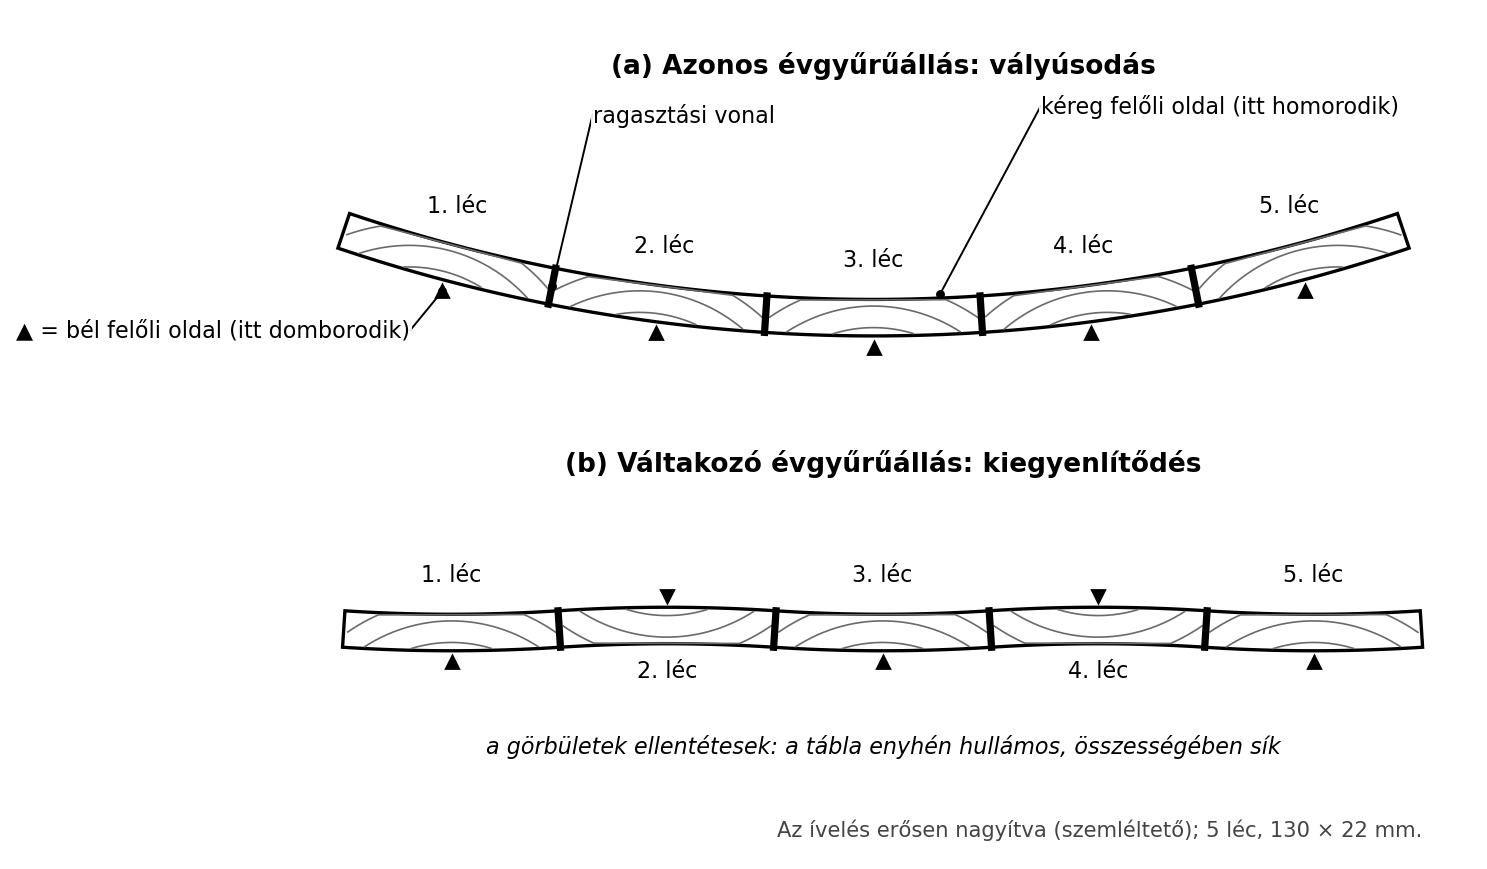 (a) Azonos évgyűrűállás: vályúsodás
ragasztási vonal
kéreg felőli oldal (itt homorodik)
1. léc
2. léc
3. léc
4. léc
5. léc
▲ = bél felőli oldal (itt domborodik)
(b) Váltakozó évgyűrűállás: kiegyenlítődés
1. léc
2. léc
3. léc
4. léc
5. léc
a görbületek ellentétesek: a tábla enyhén hullámos, összességében sík
Az ívelés erősen nagyítva (szemléltető); 5 léc, 130 × 22 mm.